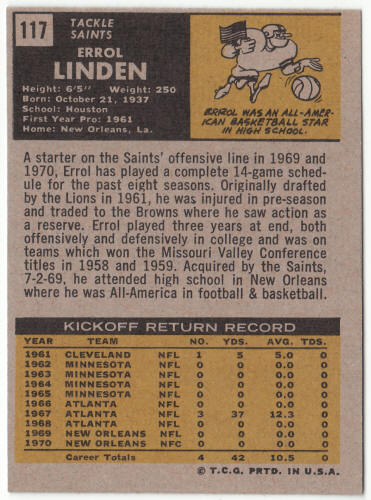 117
TACKLE
SAINTS
ERROL
LINDEN
Height: 6'5" Weight: 250
Born: October 21, 1937
School: Houston
First Year Pro: 1961
Home: New Orleans, La.
ERROL WAS AN ALL-AMER-
ICAN BASKETBALL STAR
IN HIGH SCHOOL.
A starter on the Saints' offensive line in 1969 and
1970, Errol has played a complete 14-game sche-
dule for the past eight seasons. Originally drafted
by the Lions in 1961, he was injured in pre-season
and traded to the Browns where he saw action as
a reserve. Errol played three years at end, both
offensively and defensively in college and was on
teams which won the Missouri Valley Conference
titles in 1958 and 1959. Acquired by the Saints,
7-2-69, he attended high school in New Orleans
where he was All-America in football & basketball.
KICKOFF RETURN RECORD
YEAR TEAM NO. YDS. AVG. TDS.
1961 CLEVELAND NFL 1 5 5.0 0
1962 MINNESOTA NFL 0 0 0 0
1963 MINNESOTA NFL 0 0 0 0
1964 MINNESOTA NFL 0 0 0 0
1965 MINNESOTA NFL 0 0 0 0
1966 ATLANTA NFL 0 0 0 0
1967 ATLANTA NFL 3 37 12.3 0
1968 ATLANTA NFL 0 0 0 0
1969 NEW ORLEANS NFL 0 0 0 0
1970 NEW ORLEANS NFC 0 0 0 0
Career Totals 4 42 10.5 0
© T.C.G. PRTD. IN U.S.A.